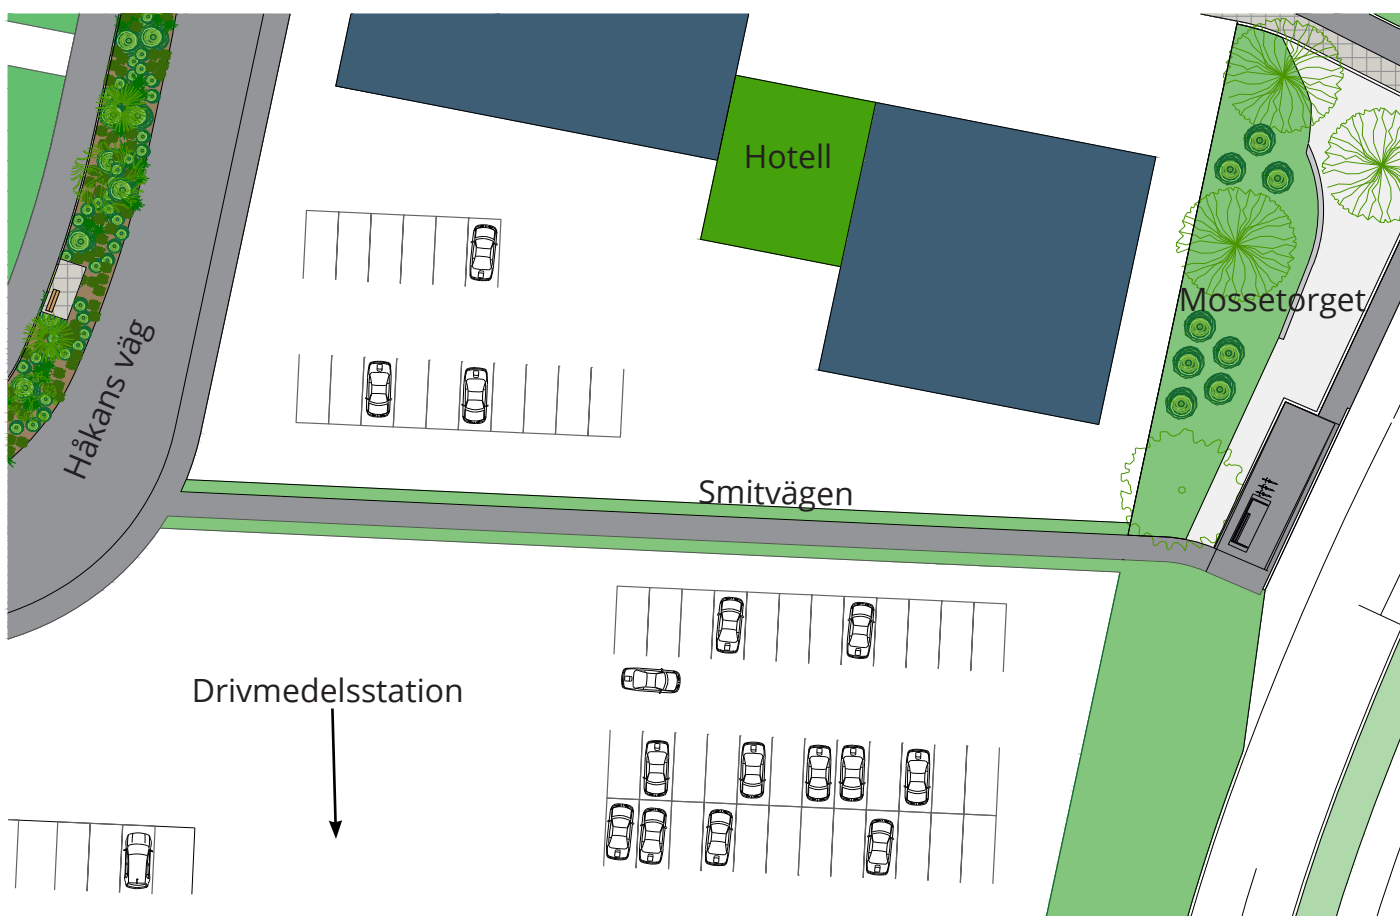 Hotell
Mossetorget
Håkans väg
Smitvägen
Drivmedelsstation